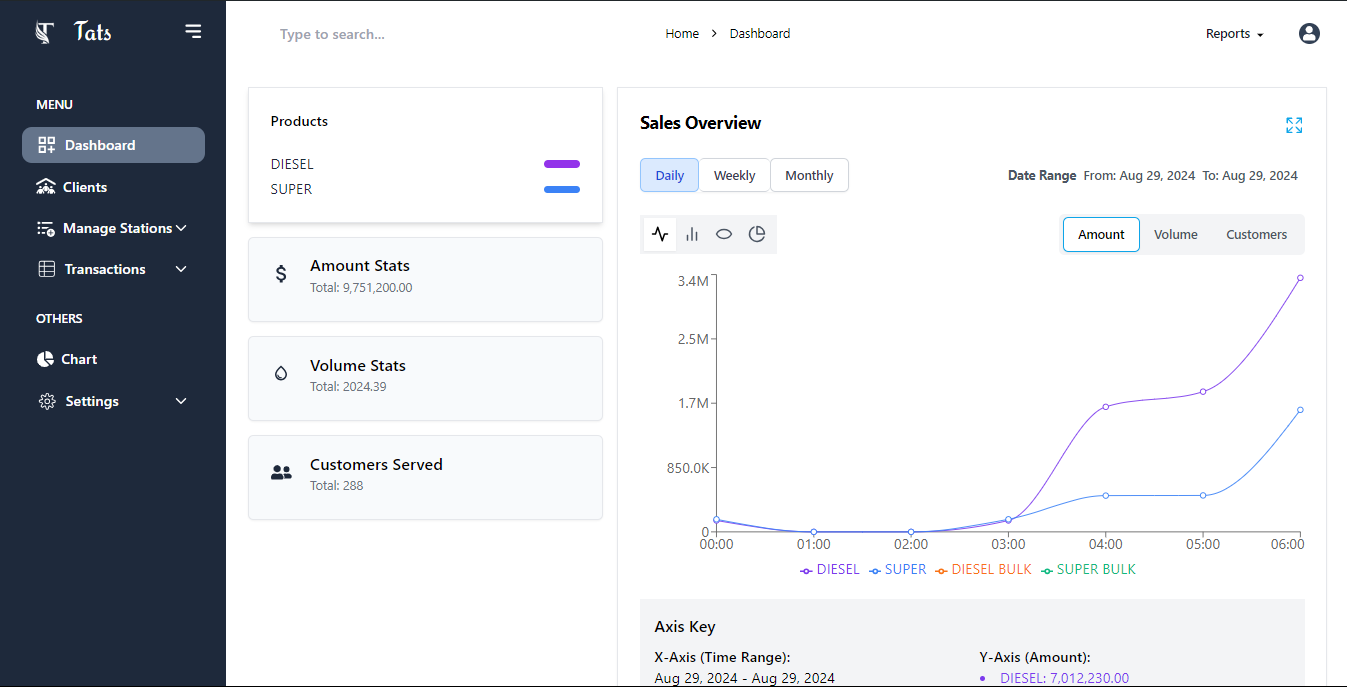 Tats
Type to search...
Home > Dashboard
Reports
MENU
Dashboard
Clients
Manage Stations
Transactions
OTHERS
Chart
Settings
Products
DIESEL
SUPER
Amount Stats
Total: 9,751,200.00
Volume Stats
Total: 2024.39
Customers Served
Total: 288
Sales Overview
Daily Weekly Monthly
Date Range From: Aug 29, 2024 To: Aug 29, 2024
Amount Volume Customers
3.4M
2.5M
1.7M
850.0K
0
00:00 01:00 02:00 03:00 04:00 05:00 06:00
DIESEL SUPER DIESEL BULK SUPER BULK
Axis Key
X-Axis (Time Range):
Aug 29, 2024 - Aug 29, 2024
Y-Axis (Amount):
• DIESEL: 7,012,230.00